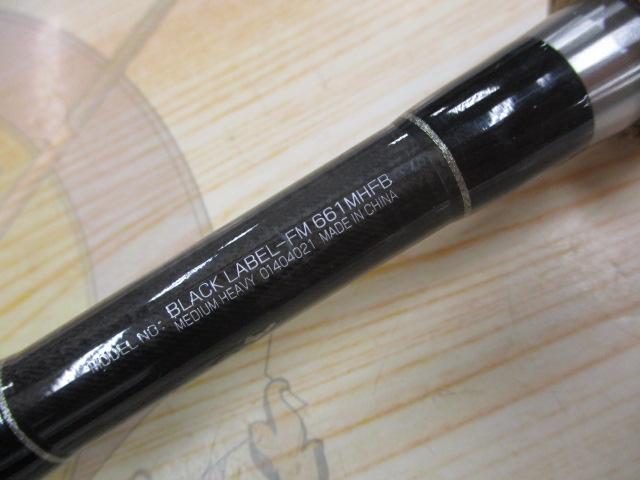 MODEL NO: BLACK LABEL-FM 661MHFB
MEDIUM HEAVY 01404021 MADE IN CHINA